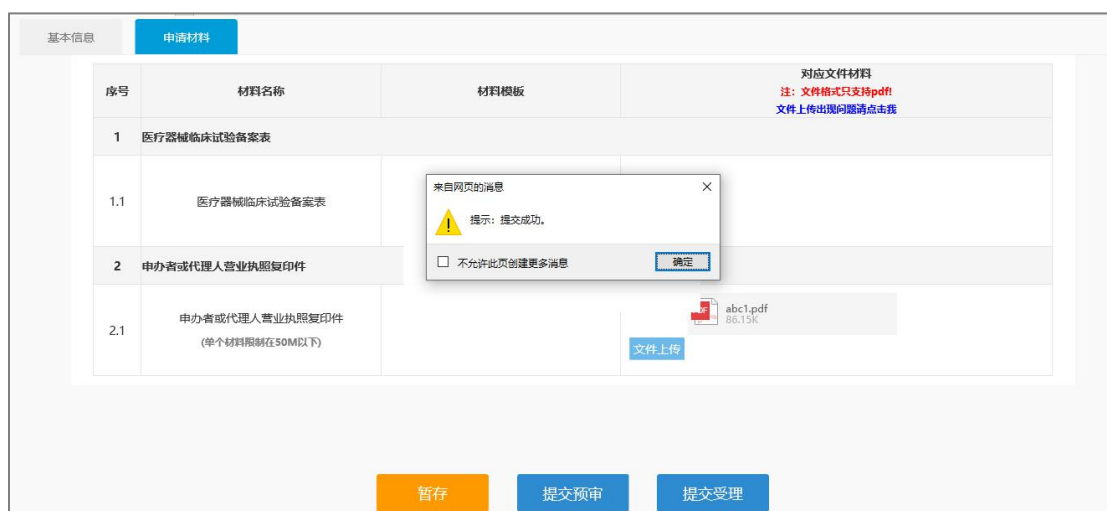 基本信息
申请材料
序号
材料名称
材料模板
对应文件材料
注：文件格式只支持pdf!
文件上传出现问题请点击我
1
医疗器械临床试验备案表
1.1
医疗器械临床试验备案表
来自网页的消息
提示：提交成功。
不允许此页创建更多消息
确定
2
申办者或代理人营业执照复印件
2.1
申办者或代理人营业执照复印件
(单个材料限制在50M以下)
abc1.pdf
86.15K
文件上传
暂存
提交预审
提交受理